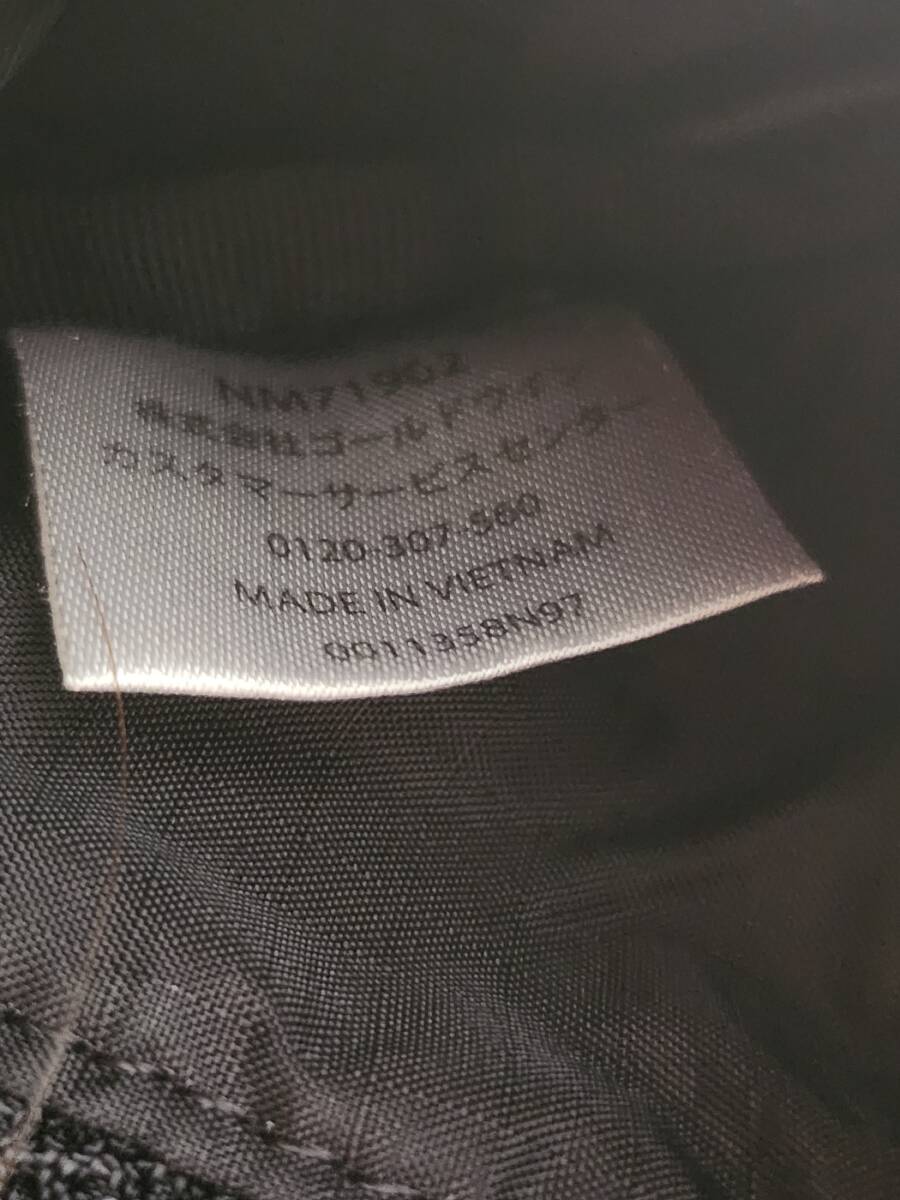 NM71902
株式会社ゴールドウイン
カスタマーサービスセンター
0120-307-560
MADE IN VIETNAM
0011358N97